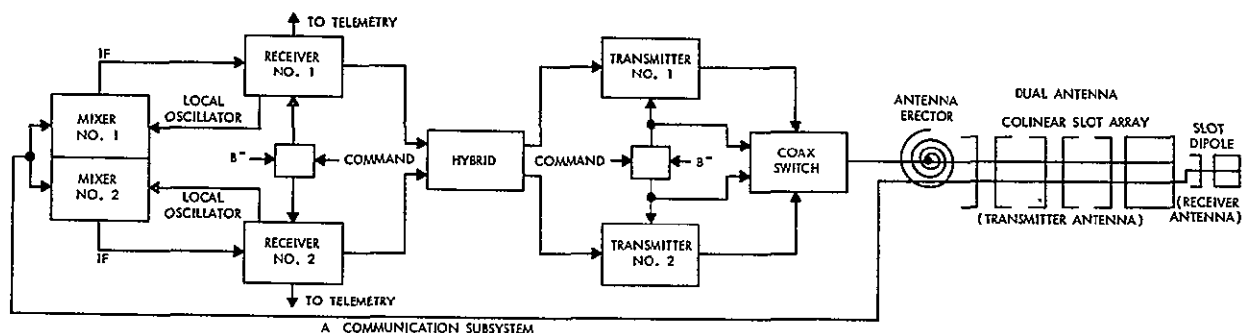 TO TELEMETRY
IF
RECEIVER
NO. 1
TRANSMITTER
NO. 1
LOCAL
OSCILLATOR
MIXER
NO. 1
MIXER
NO. 2
B-
COMMAND
HYBRID
COMMAND
B-
COAX
SWITCH
LOCAL
OSCILLATOR
IF
RECEIVER
NO. 2
TRANSMITTER
NO. 2
TO TELEMETRY
ANTENNA
ERECTOR
DUAL ANTENNA
COLINEAR SLOT ARRAY
SLOT
DIPOLE
(TRANSMITTER ANTENNA)
(RECEIVER
ANTENNA)
A COMMUNICATION SUBSYSTEM